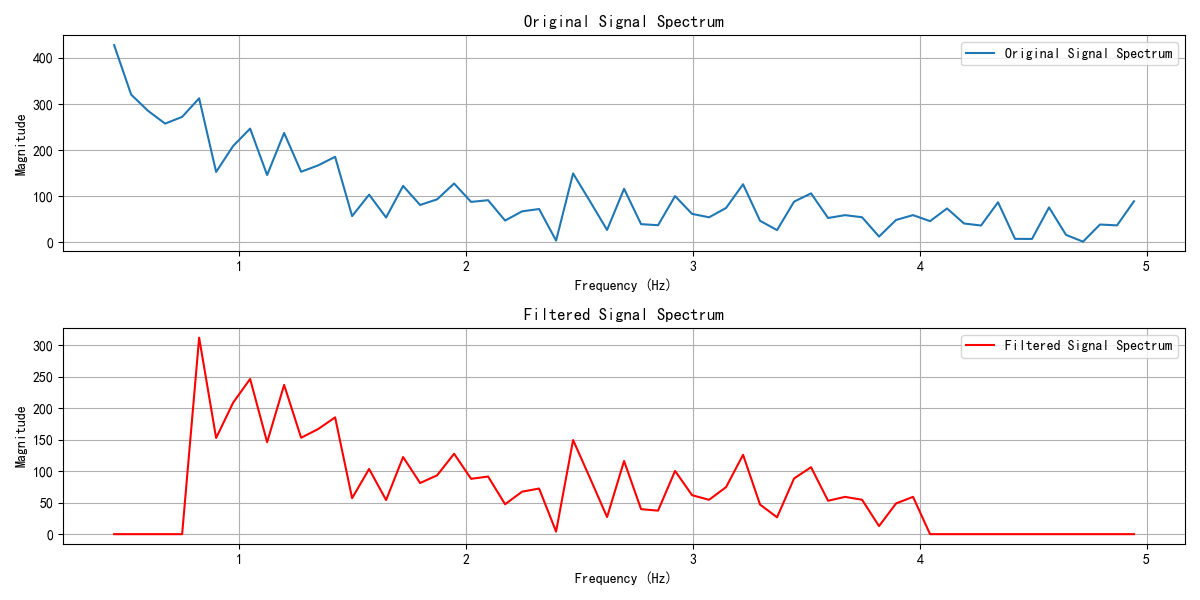 Original Signal Spectrum
Original Signal Spectrum
Magnitude
400
300
200
100
0
1 2 3 4 5
Frequency (Hz)
Filtered Signal Spectrum
Filtered Signal Spectrum
Magnitude
300
250
200
150
100
50
0
1 2 3 4 5
Frequency (Hz)